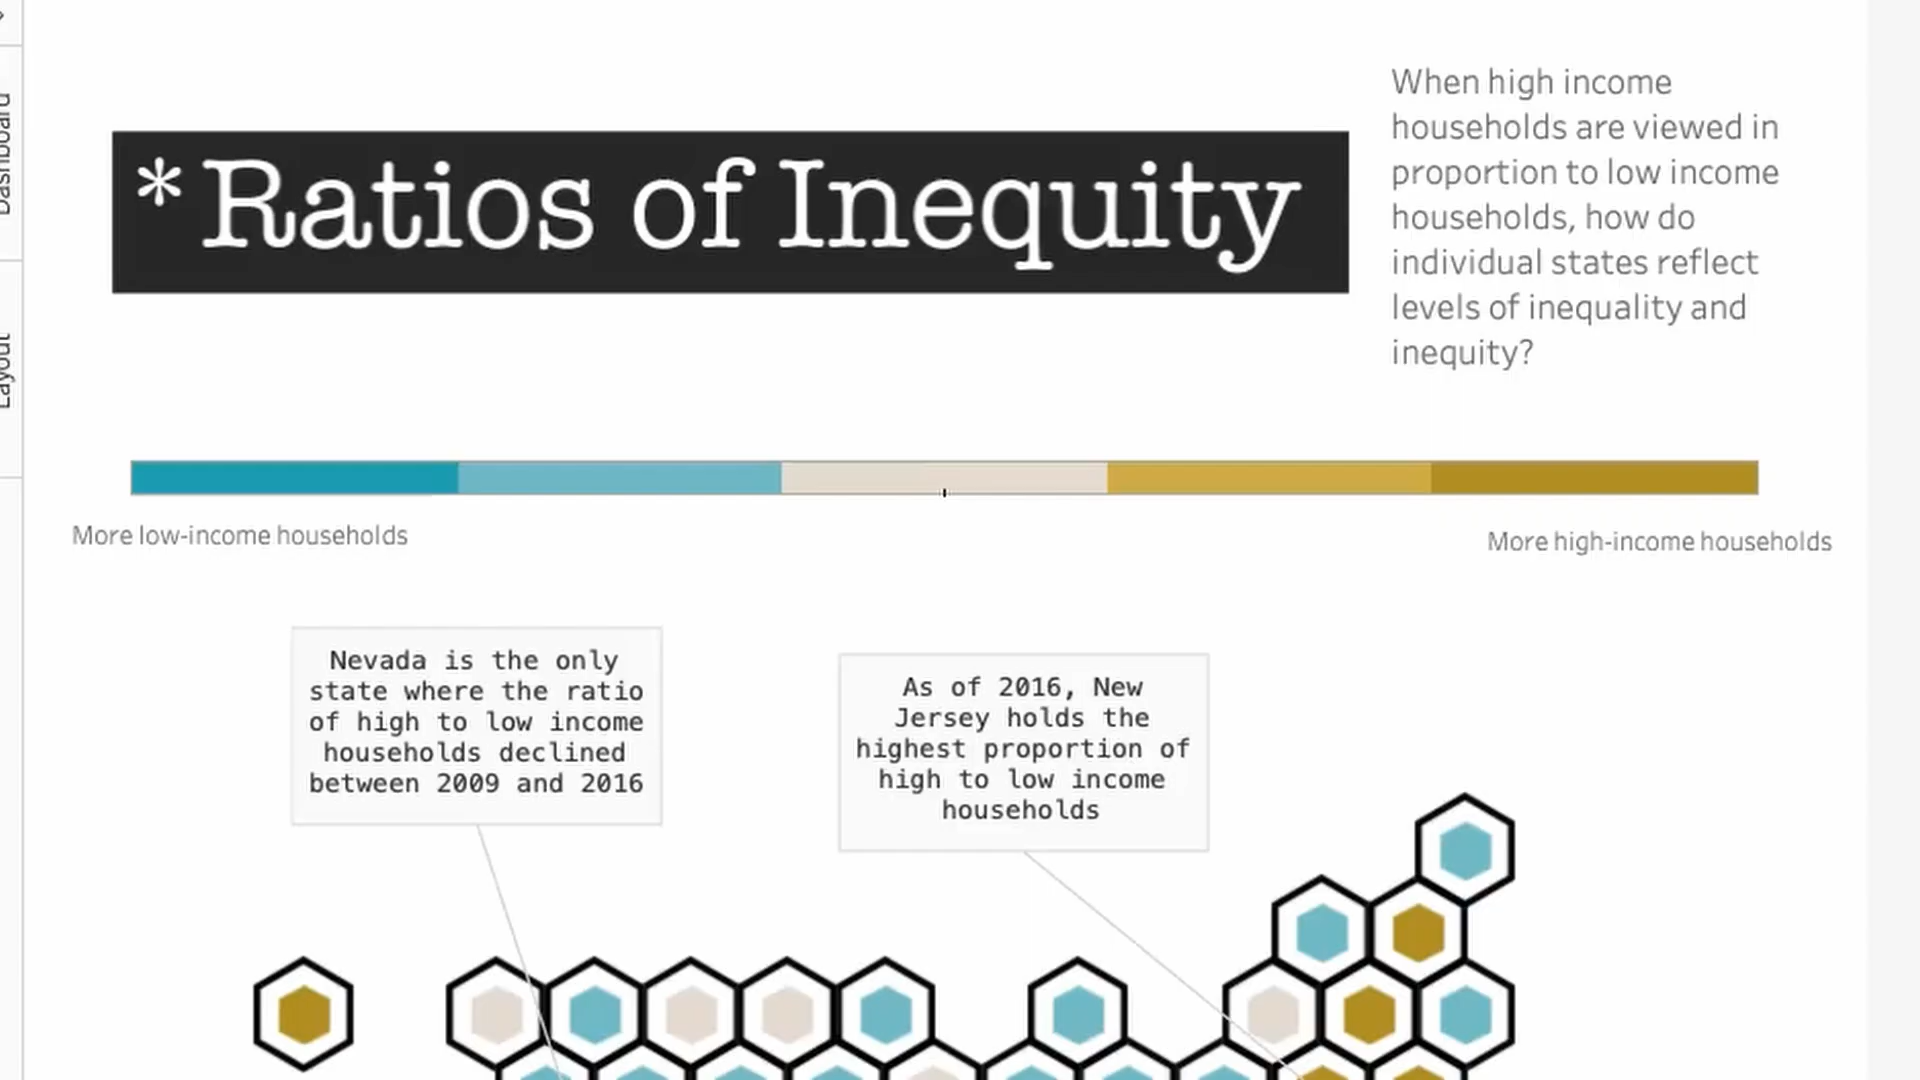 Dashboard
Layout
* Ratios of Inequity
When high income
households are viewed in
proportion to low income
households, how do
individual states reflect
levels of inequality and
inequity?
More low-income households
More high-income households
Nevada is the only
state where the ratio
of high to low income
households declined
between 2009 and 2016
As of 2016, New
Jersey holds the
highest proportion of
high to low income
households